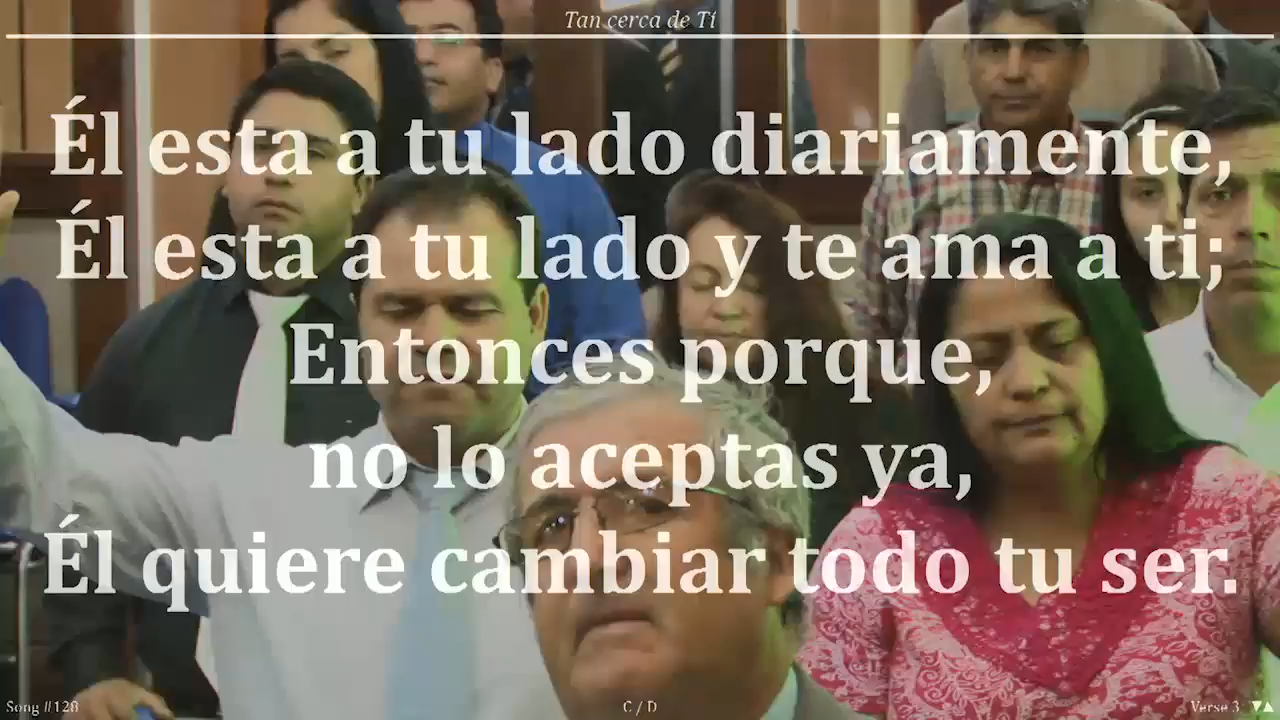 Tan cerca de Tí
Él esta a tu lado diariamente,
Él esta a tu lado y te ama a ti;
Entonces porque,
no lo aceptas ya,
Él quiere cambiar todo tu ser.
Song #128
C / D
Verse 3 ▼▲